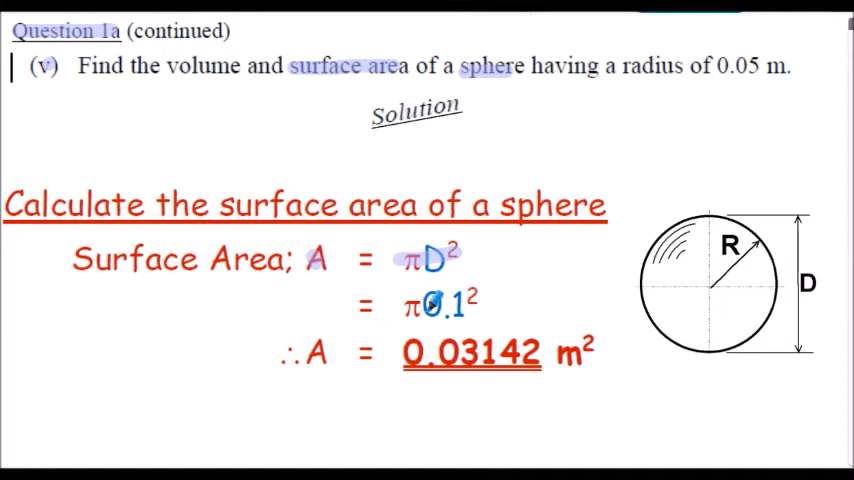 Question 1a (continued)
(v) Find the volume and surface area of a sphere having a radius of 0.05 m.
Solution
Calculate the surface area of a sphere
Surface Area; A = πD²
= π0.1²
∴A = 0.03142 m²
R
D